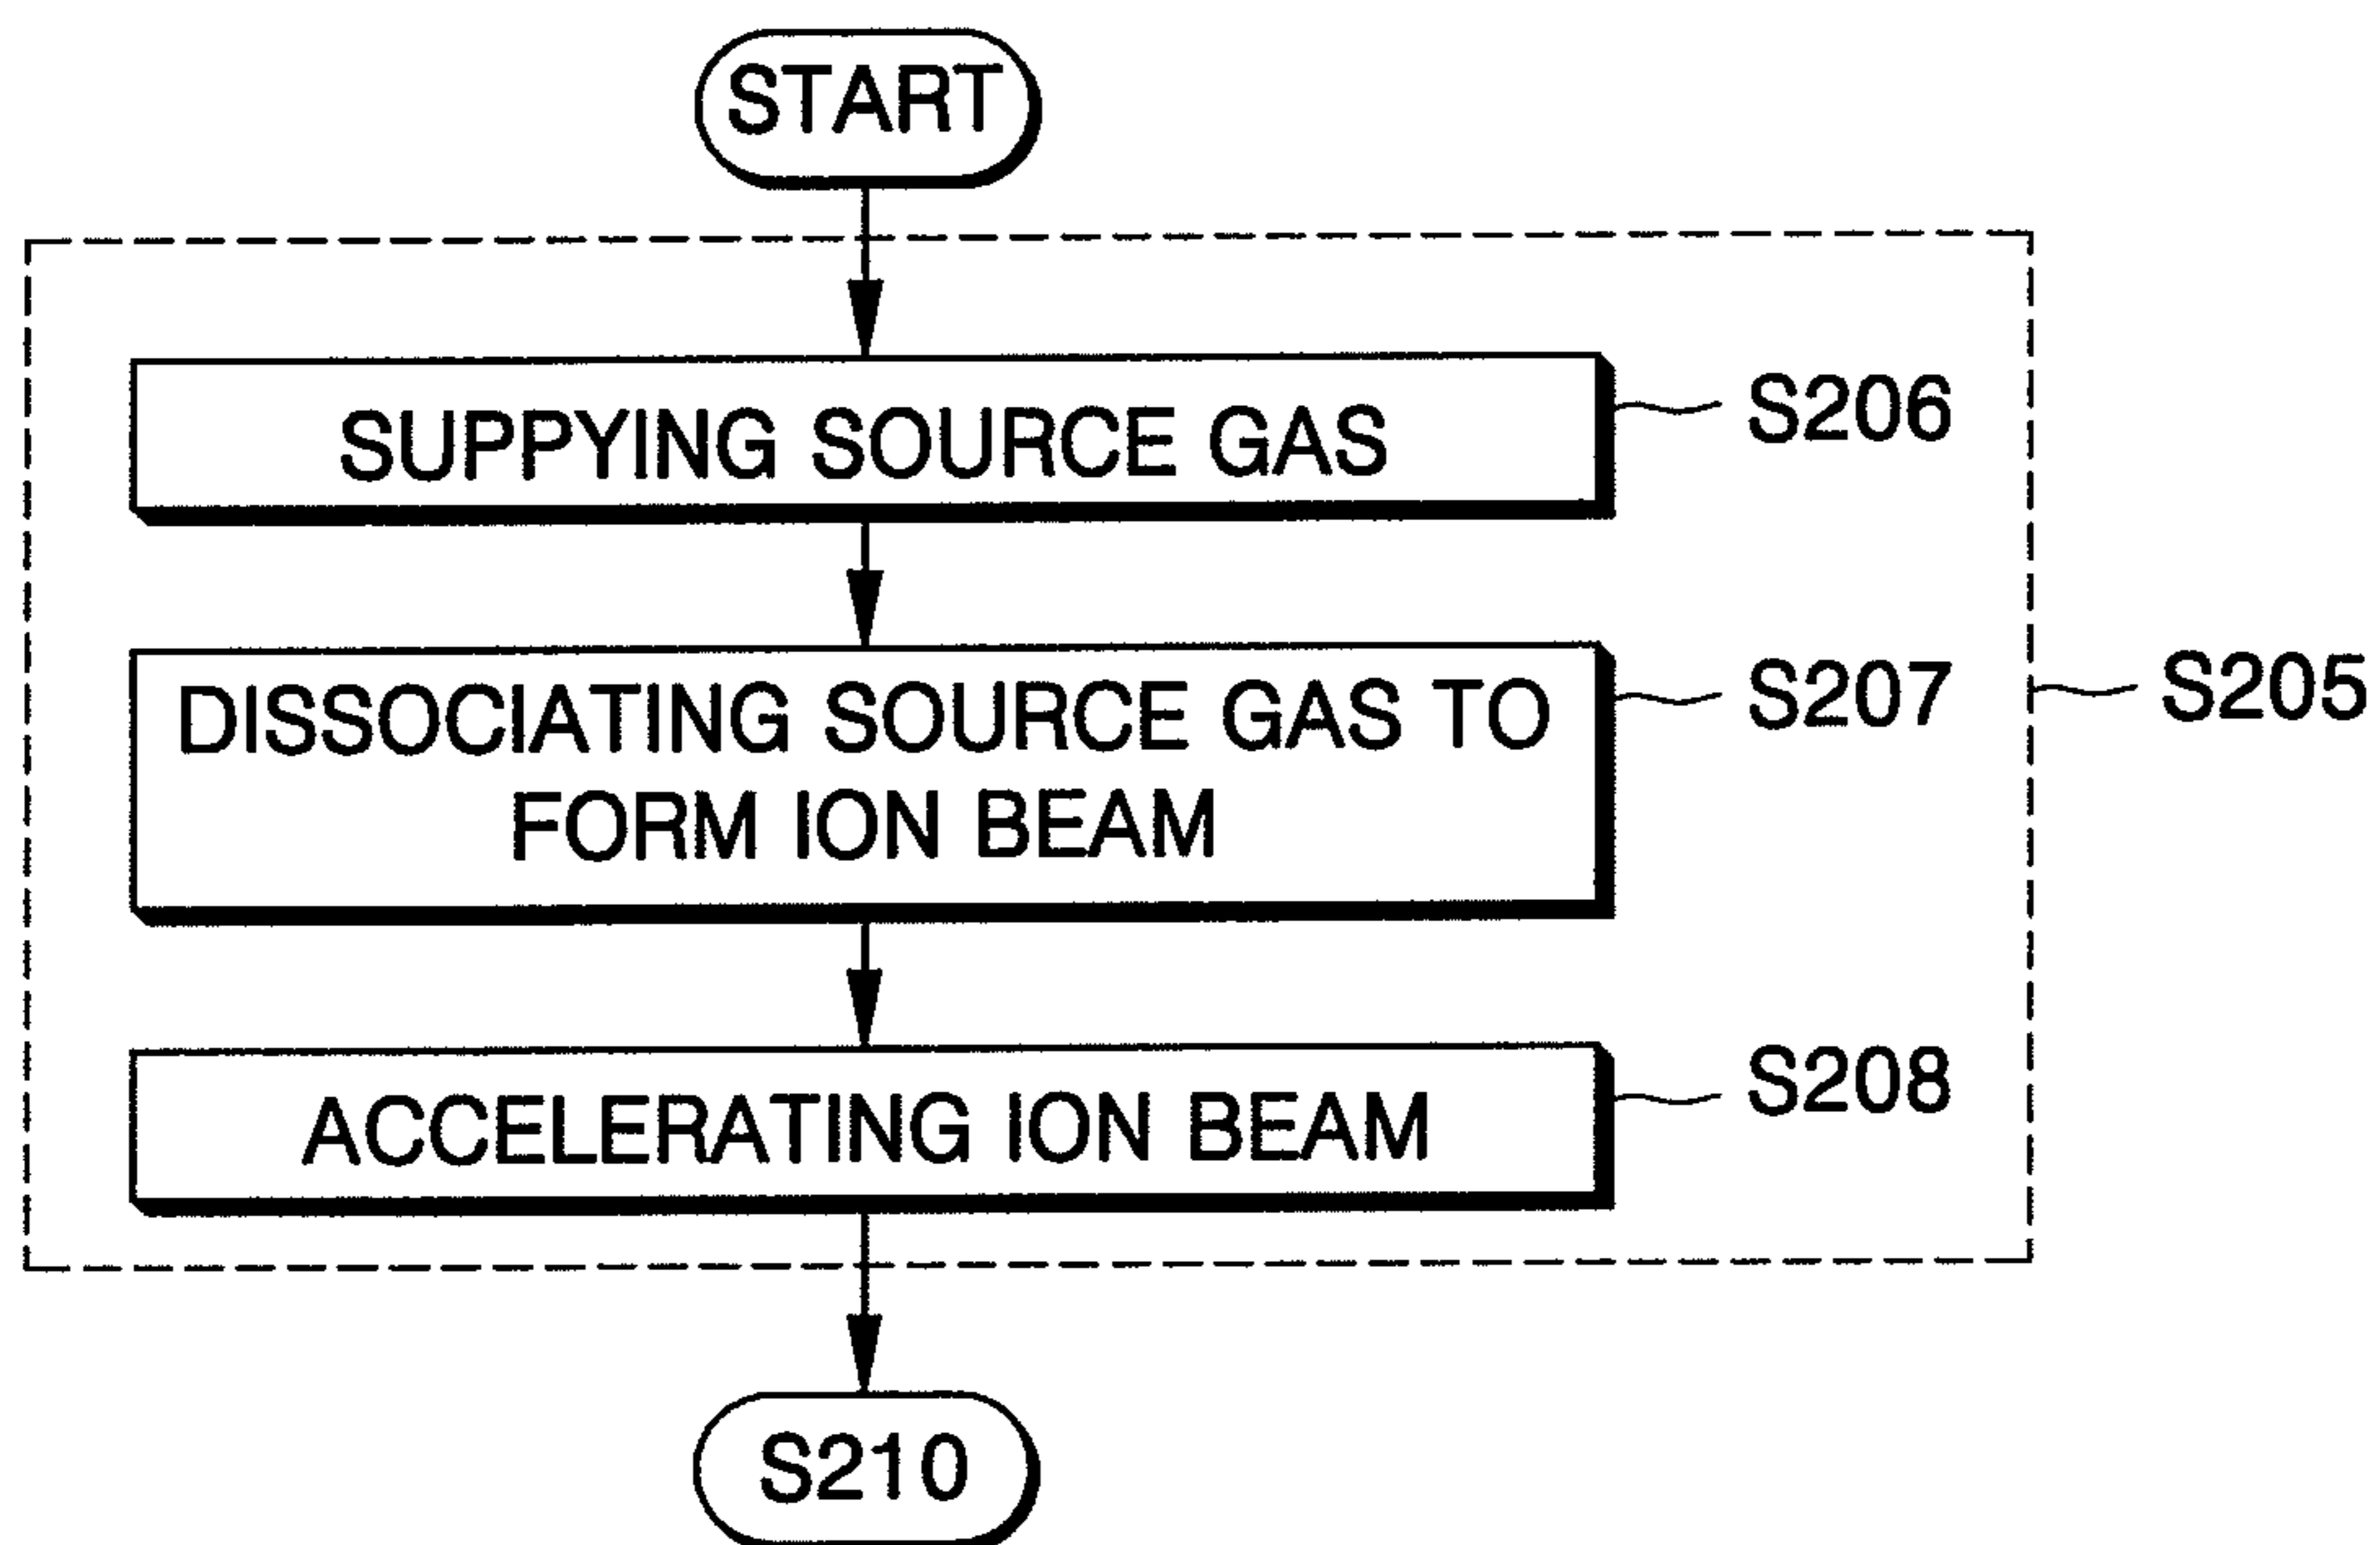 START
SUPPYING SOURCE GAS
S206
DISSOCIATING SOURCE GAS TO
FORM ION BEAM
S207
S205
ACCELERATING ION BEAM
S208
S210